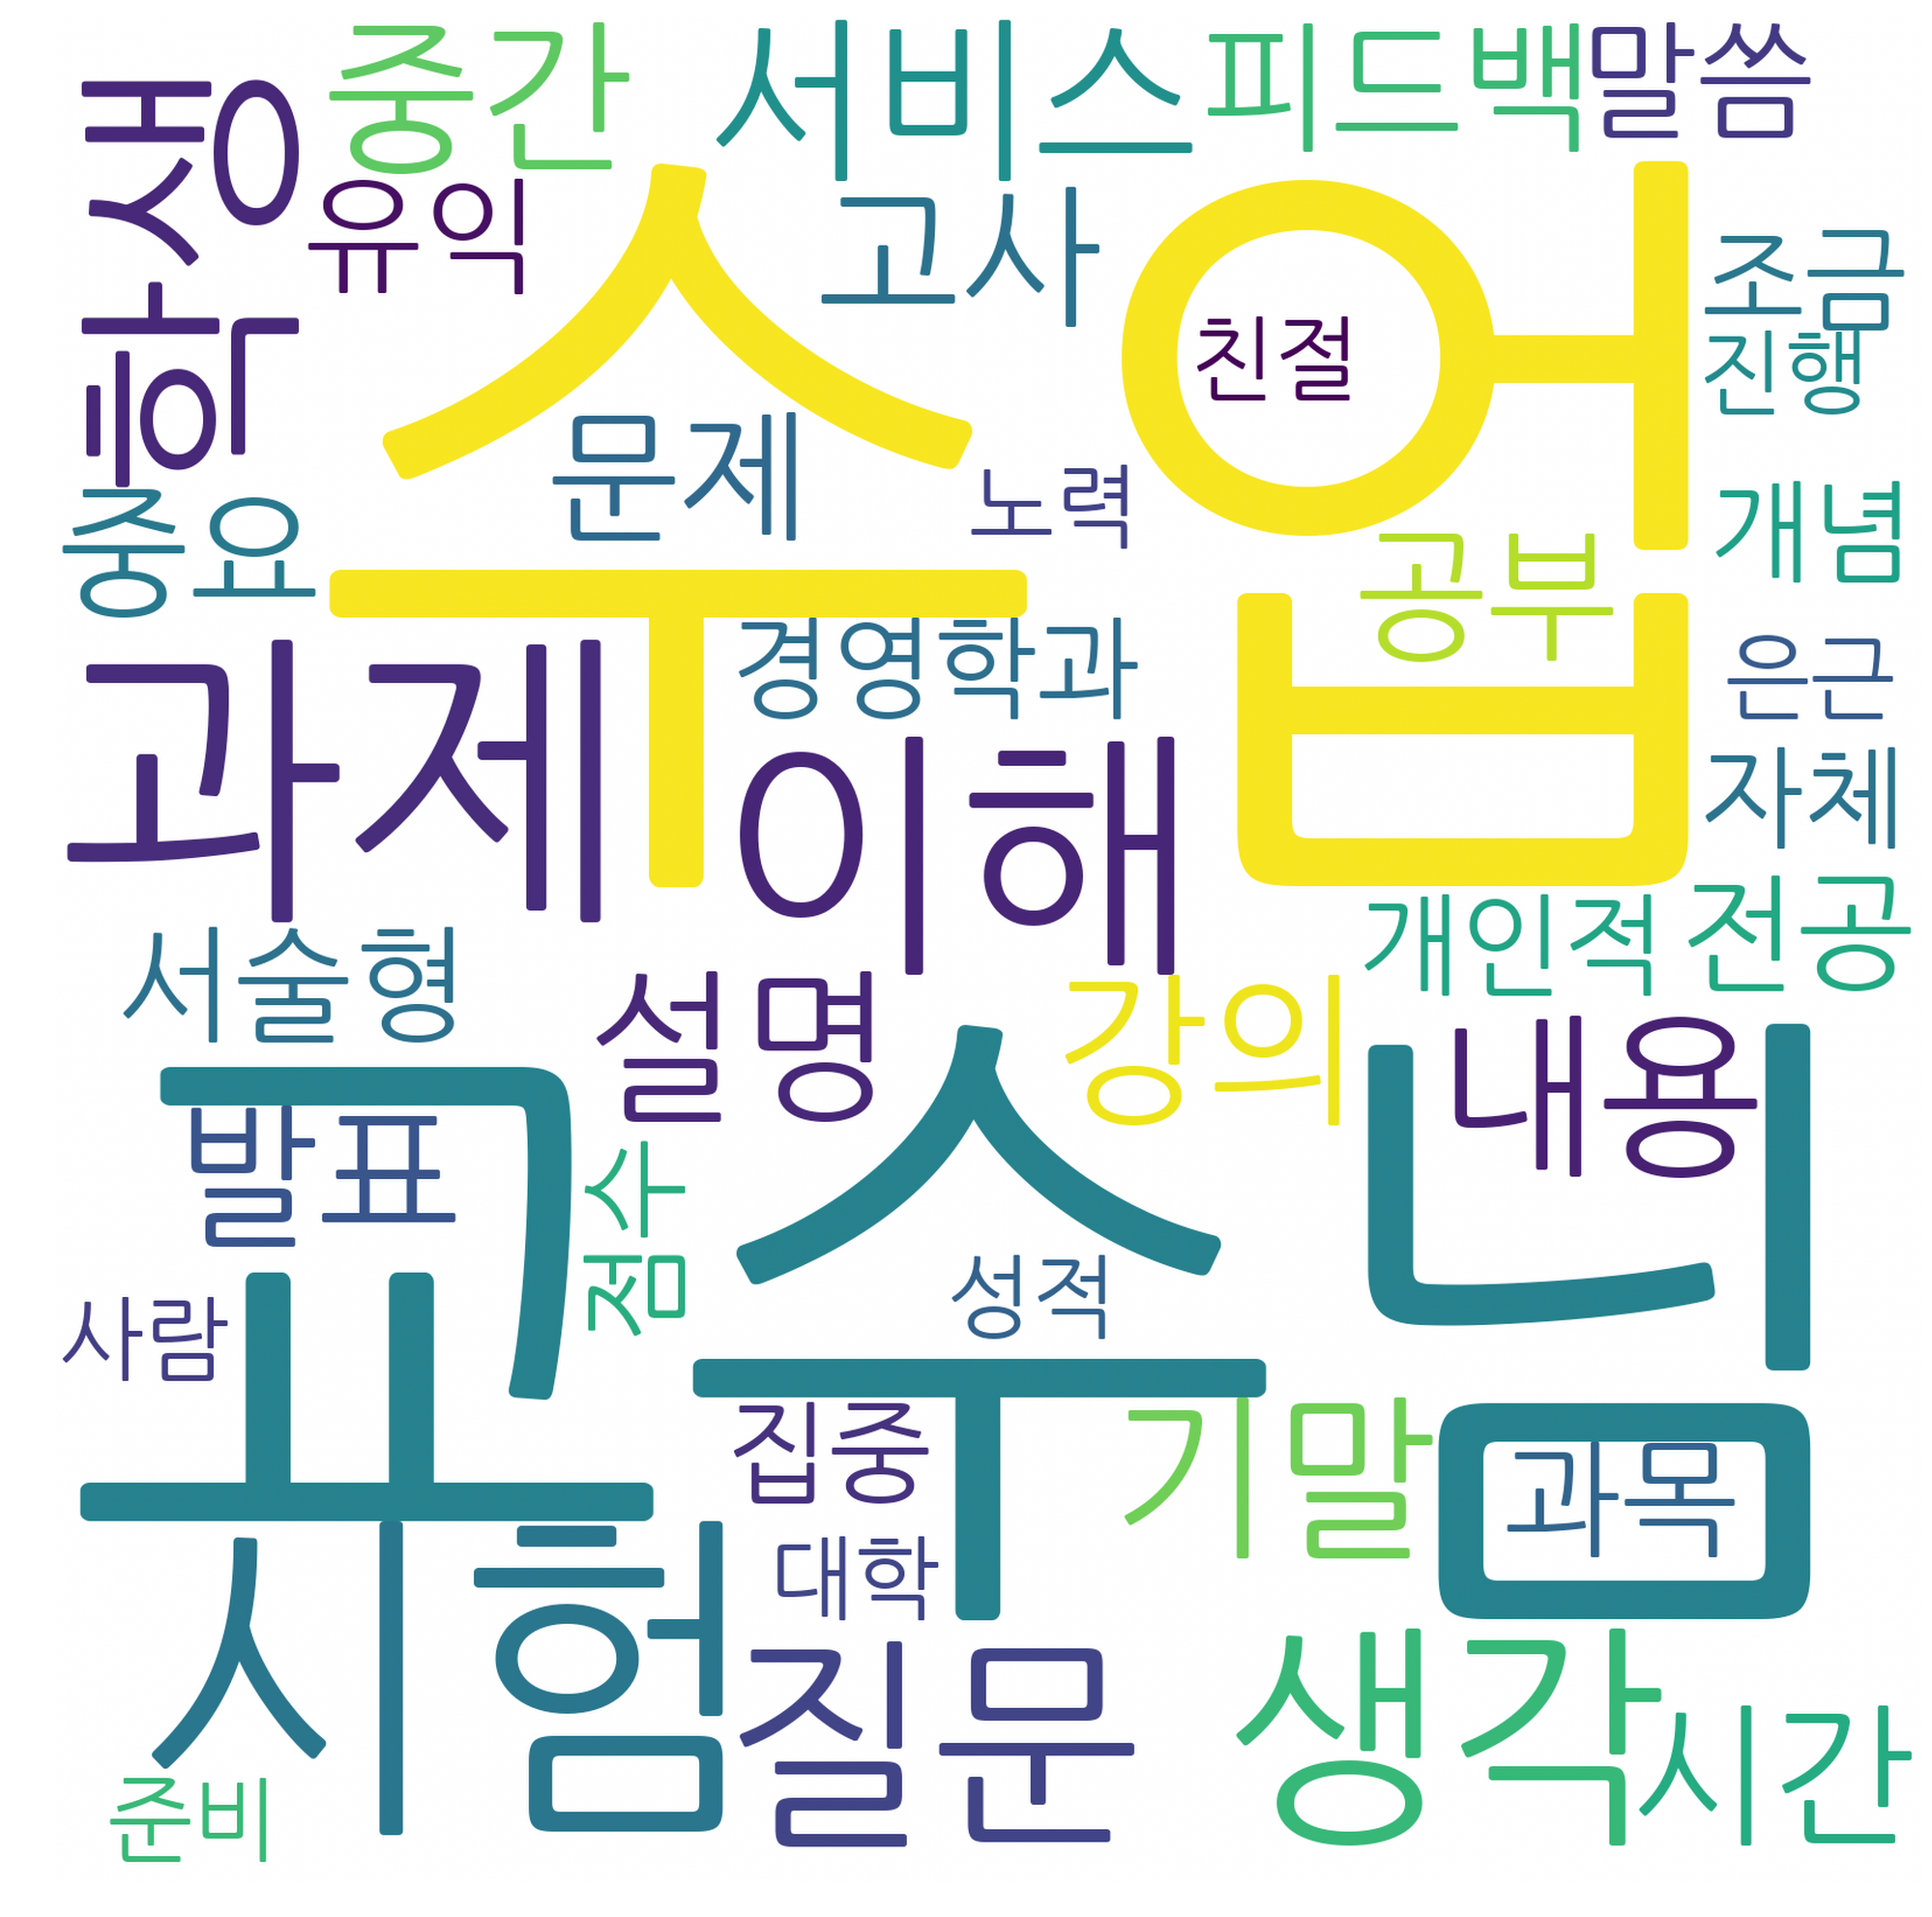 중간
서비스
피드백
말씀
학생
유익
고사
친절
조금
진행
수업
문제
노력
개념
중요
공부
경영학과
은근
과제
이해
자체
개인적
전공
서술형
설명
강의
내용
교수님
발표
점수
성적
사람
집중
기말
과목
대학
시험
질문
생각
시간
준비